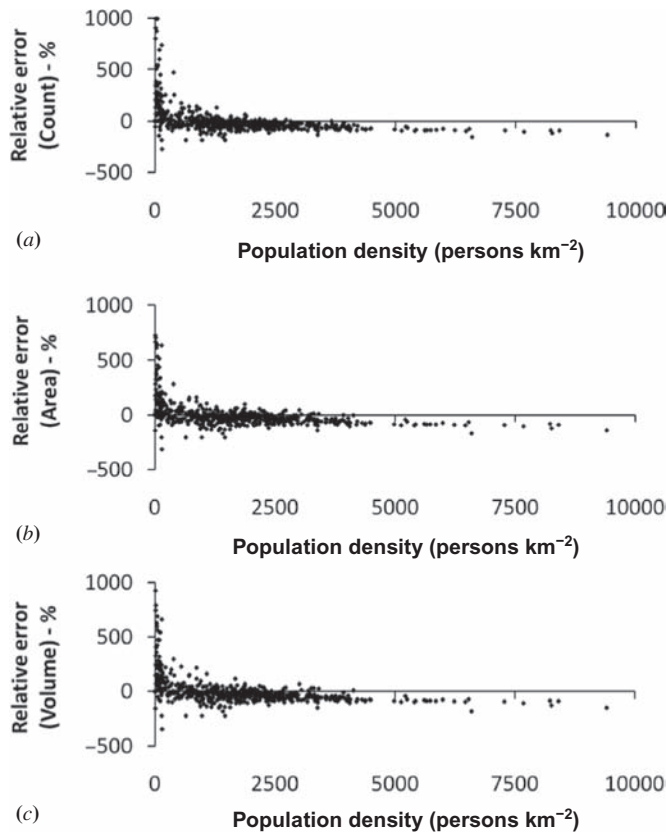 1000
500
0
−500
Relative error
(Count) - %
0 2500 5000 7500 10000
(a)
Population density (persons km⁻²)
1000
500
0
−500
Relative error
(Area) - %
0 2500 5000 7500 10000
(b)
Population density (persons km⁻²)
1000
500
0
−500
Relative error
(Volume) - %
0 2500 5000 7500 10000
(c)
Population density (persons km⁻²)